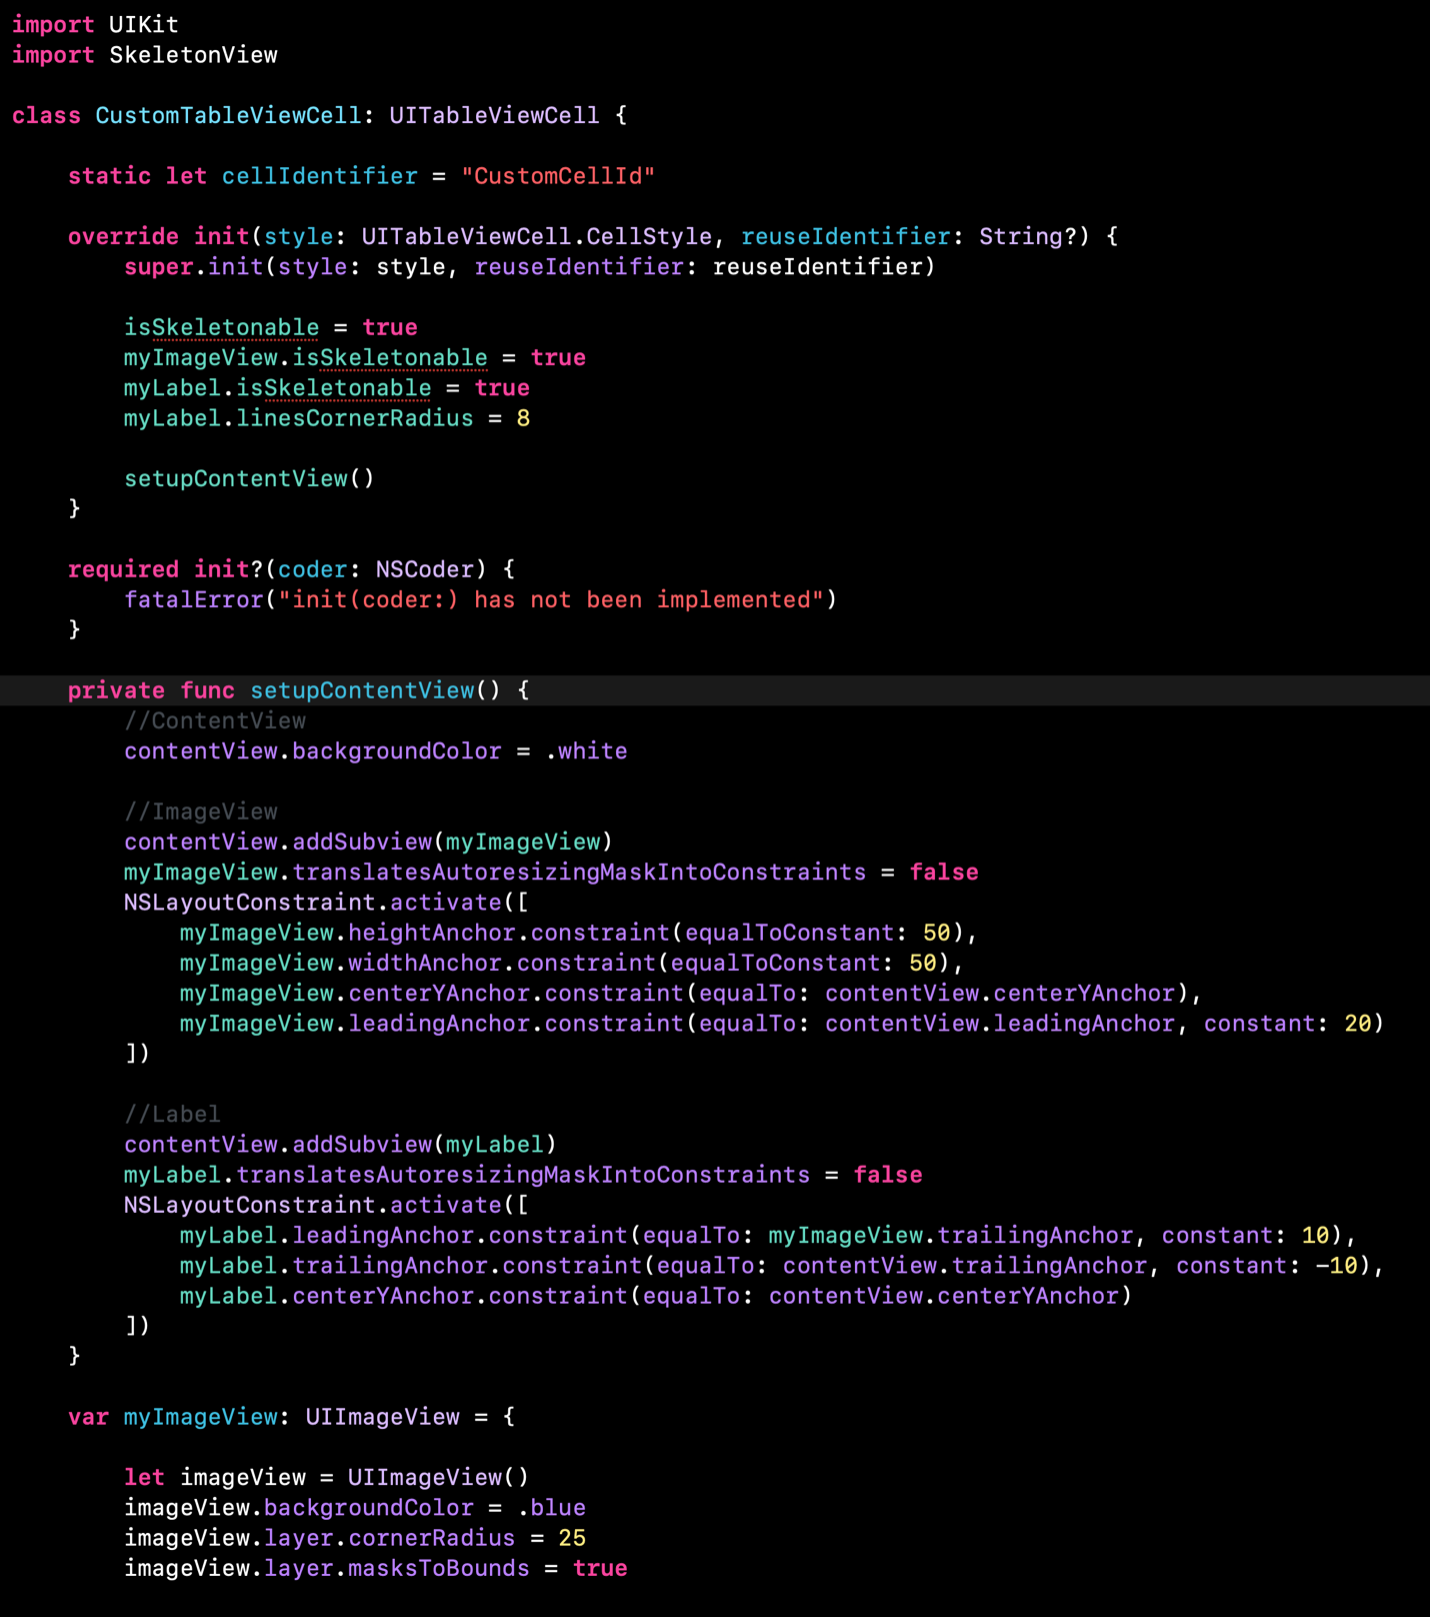 import UIKit
import SkeletonView
class CustomTableViewCell: UITableViewCell {
static let cellIdentifier = "CustomCellId"
override init(style: UITableViewCell.CellStyle, reuseIdentifier: String?) {
super.init(style: style, reuseIdentifier: reuseIdentifier)
isSkeletonable = true
myImageView.isSkeletonable = true
myLabel.isSkeletonable = true
myLabel.linesCornerRadius = 8
setupContentView()
}
required init?(coder: NSCoder) {
fatalError("init(coder:) has not been implemented")
}
private func setupContentView() {
//ContentView
contentView.backgroundColor = .white
//ImageView
contentView.addSubview(myImageView)
myImageView.translatesAutoresizingMaskIntoConstraints = false
NSLayoutConstraint.activate([
myImageView.heightAnchor.constraint(equalToConstant: 50),
myImageView.widthAnchor.constraint(equalToConstant: 50),
myImageView.centerYAnchor.constraint(equalTo: contentView.centerYAnchor),
myImageView.leadingAnchor.constraint(equalTo: contentView.leadingAnchor, constant: 20)
])
//Label
contentView.addSubview(myLabel)
myLabel.translatesAutoresizingMaskIntoConstraints = false
NSLayoutConstraint.activate([
myLabel.leadingAnchor.constraint(equalTo: myImageView.trailingAnchor, constant: 10),
myLabel.trailingAnchor.constraint(equalTo: contentView.trailingAnchor, constant: -10),
myLabel.centerYAnchor.constraint(equalTo: contentView.centerYAnchor)
])
}
var myImageView: UIImageView = {
let imageView = UIImageView()
imageView.backgroundColor = .blue
imageView.layer.cornerRadius = 25
imageView.layer.masksToBounds = true